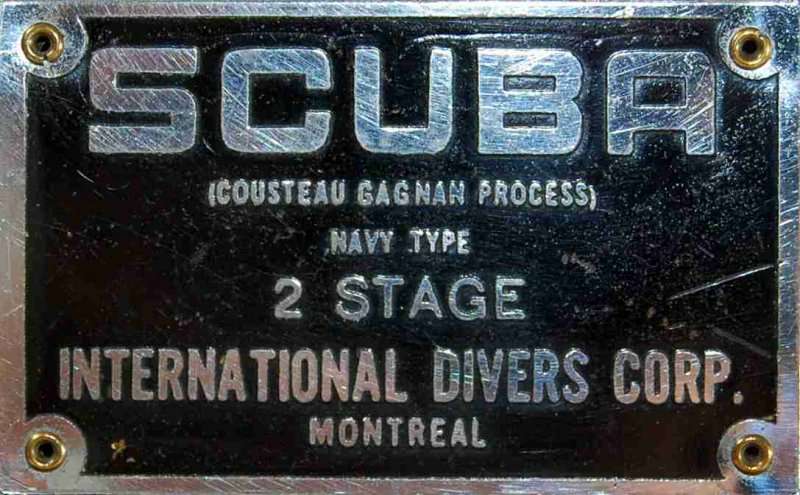 SCUBA
(COUSTEAU GAGNAN PROCESS)
NAVY TYPE
2 STAGE
INTERNATIONAL DIVERS CORP.
MONTREAL